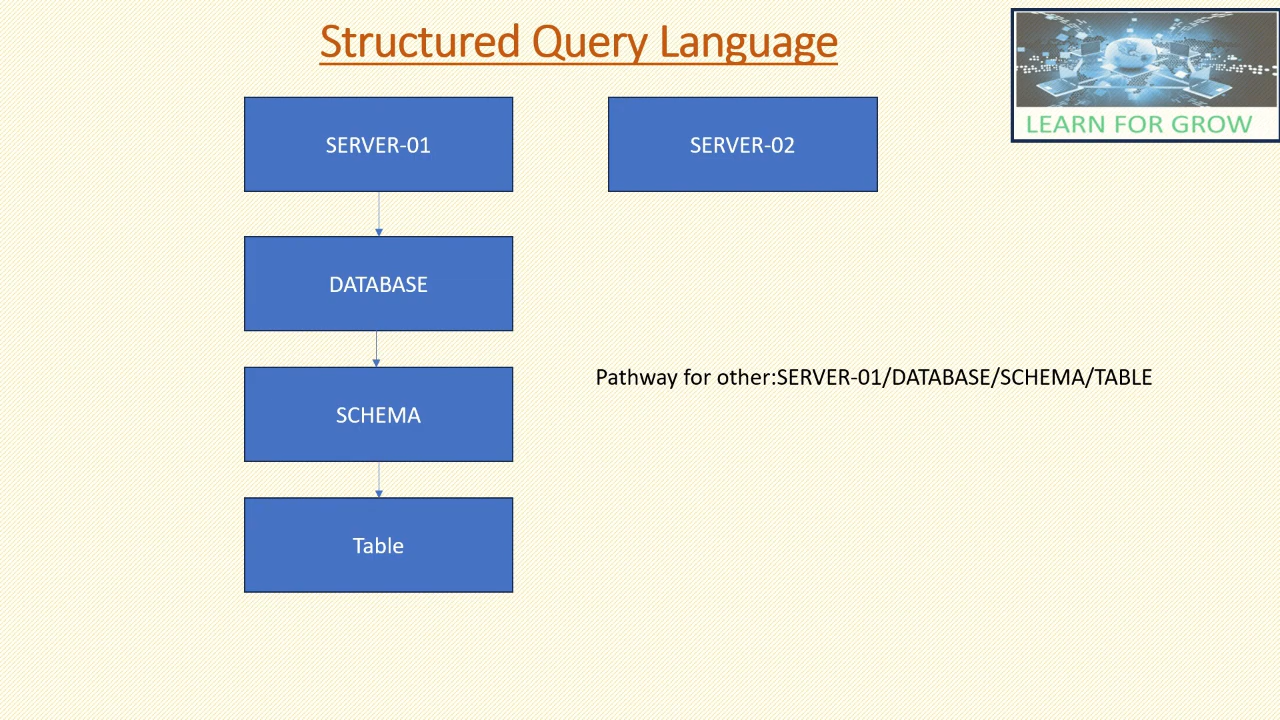 Structured Query Language
LEARN FOR GROW
SERVER-01
SERVER-02
DATABASE
SCHEMA
Pathway for other:SERVER-01/DATABASE/SCHEMA/TABLE
Table